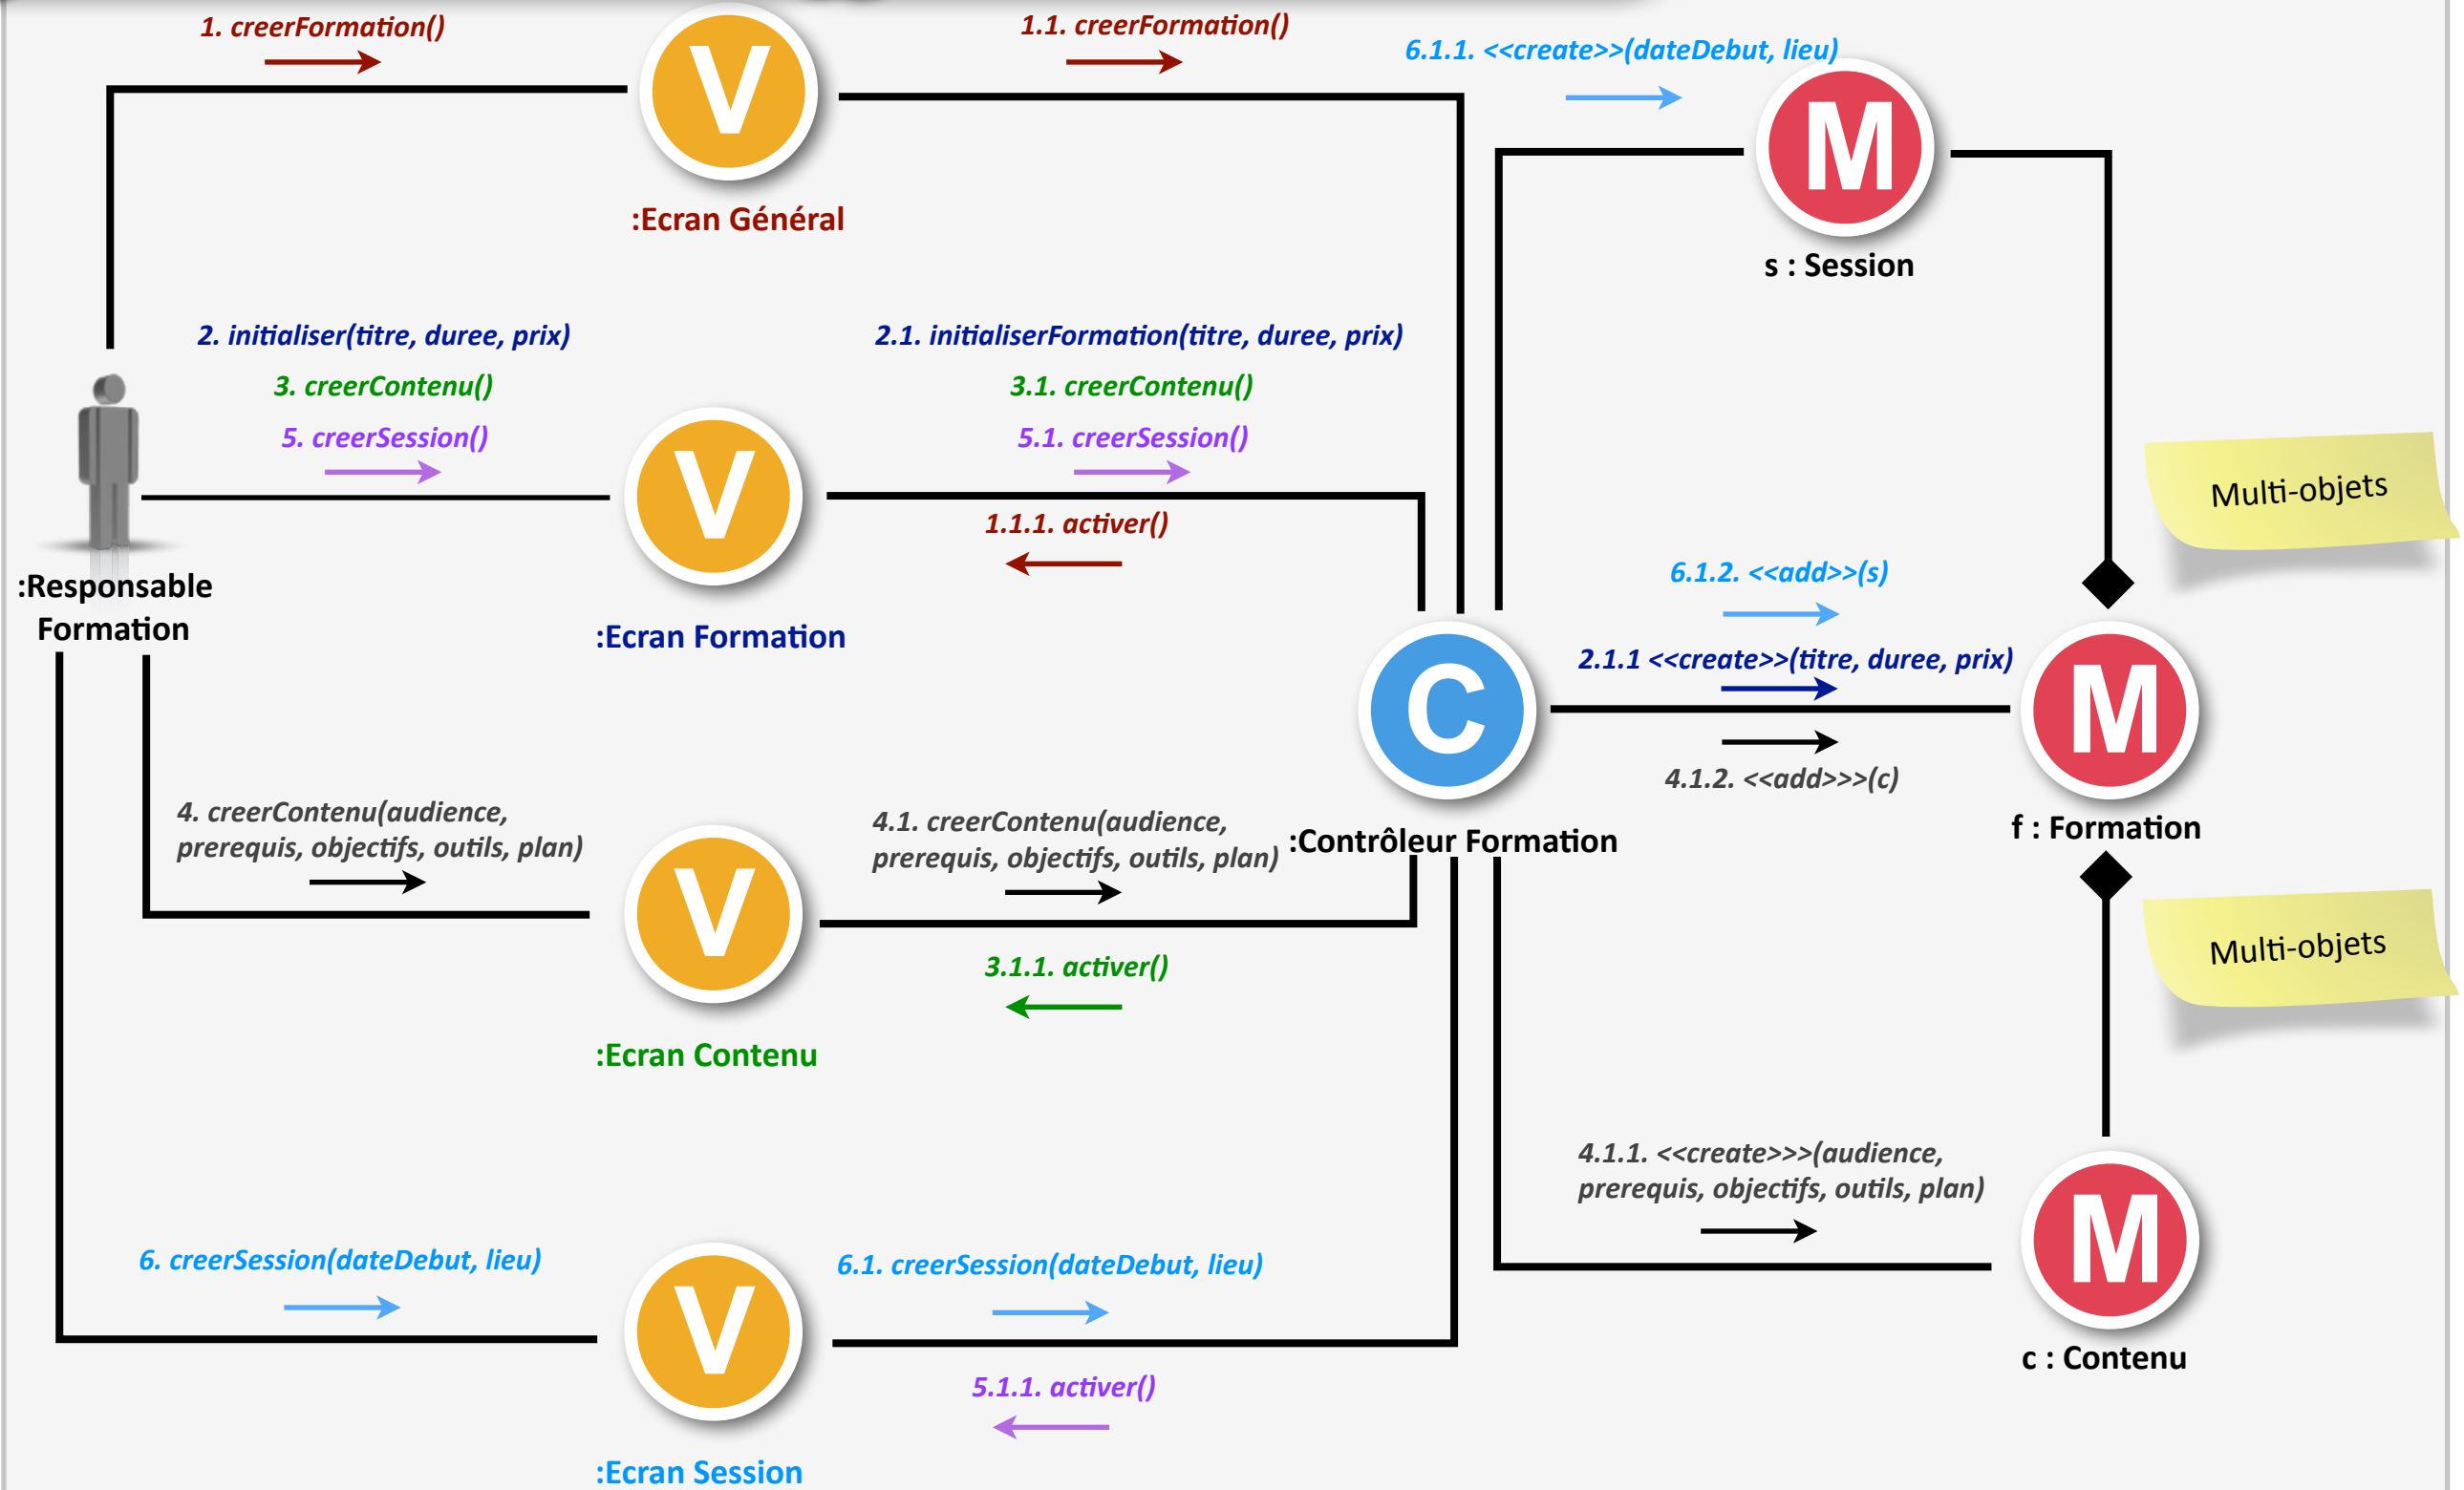 1. creerFormation()
1.1. creerFormation()
6.1.1. <<create>>(dateDebut, lieu)
V
M
:Ecran Général
s : Session
2. initialiser(titre, duree, prix)
2.1. initialiserFormation(titre, duree, prix)
3. creerContenu()
3.1. creerContenu()
5. creerSession()
5.1. creerSession()
V
Multi-objets
1.1.1. activer()
:Responsable
Formation
:Ecran Formation
6.1.2. <<add>>(s)
2.1.1 <<create>>(titre, duree, prix)
C
M
4.1.2. <<add>>>(c)
:Contrôleur Formation
f : Formation
4. creerContenu(audience,
prerequis, objectifs, outils, plan)
4.1. creerContenu(audience,
prerequis, objectifs, outils, plan)
V
Multi-objets
3.1.1. activer()
:Ecran Contenu
4.1.1. <<create>>>(audience,
prerequis, objectifs, outils, plan)
M
6. creerSession(dateDebut, lieu)
6.1. creerSession(dateDebut, lieu)
V
c : Contenu
5.1.1. activer()
:Ecran Session